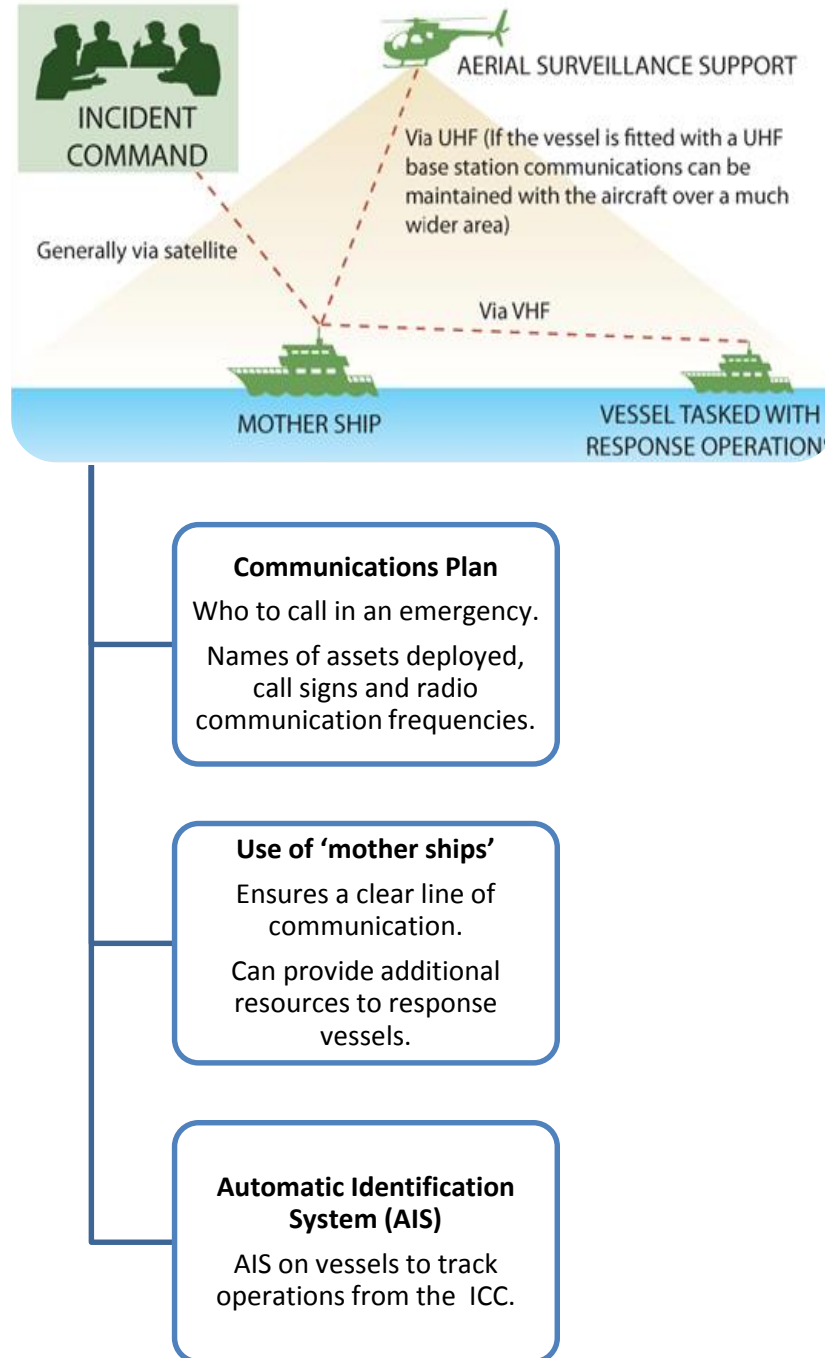 INCIDENT
COMMAND
AERIAL SURVEILLANCE SUPPORT
Via UHF (If the vessel is fitted with a UHF
base station communications can be
maintained with the aircraft over a much
wider area)
Generally via satellite
Via VHF
MOTHER SHIP
VESSEL TASKED WITH
RESPONSE OPERATION
Communications Plan
Who to call in an emergency.
Names of assets deployed,
call signs and radio
communication frequencies.
Use of ‘mother ships’
Ensures a clear line of
communication.
Can provide additional
resources to response
vessels.
Automatic Identification
System (AIS)
AIS on vessels to track
operations from the ICC.